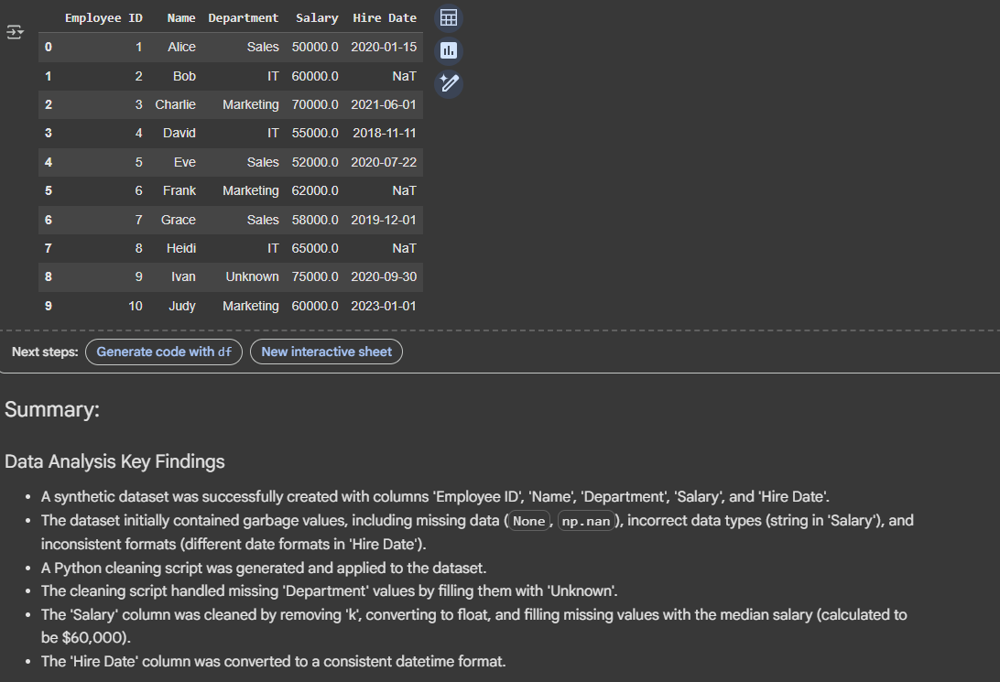 Employee ID Name Department Salary Hire Date
0 1 Alice Sales 50000.0 2020-01-15
1 2 Bob IT 60000.0 NaT
2 3 Charlie Marketing 70000.0 2021-06-01
3 4 David IT 55000.0 2018-11-11
4 5 Eve Sales 52000.0 2020-07-22
5 6 Frank Marketing 62000.0 NaT
6 7 Grace Sales 58000.0 2019-12-01
7 8 Heidi IT 65000.0 NaT
8 9 Ivan Unknown 75000.0 2020-09-30
9 10 Judy Marketing 60000.0 2023-01-01
Next steps: Generate code with df New interactive sheet
Summary:
Data Analysis Key Findings
• A synthetic dataset was successfully created with columns 'Employee ID', 'Name', 'Department', 'Salary', and 'Hire Date'.
• The dataset initially contained garbage values, including missing data (None, np.nan), incorrect data types (string in 'Salary'), and
inconsistent formats (different date formats in 'Hire Date').
• A Python cleaning script was generated and applied to the dataset.
• The cleaning script handled missing 'Department' values by filling them with 'Unknown'.
• The 'Salary' column was cleaned by removing 'k', converting to float, and filling missing values with the median salary (calculated to
be $60,000).
• The 'Hire Date' column was converted to a consistent datetime format.